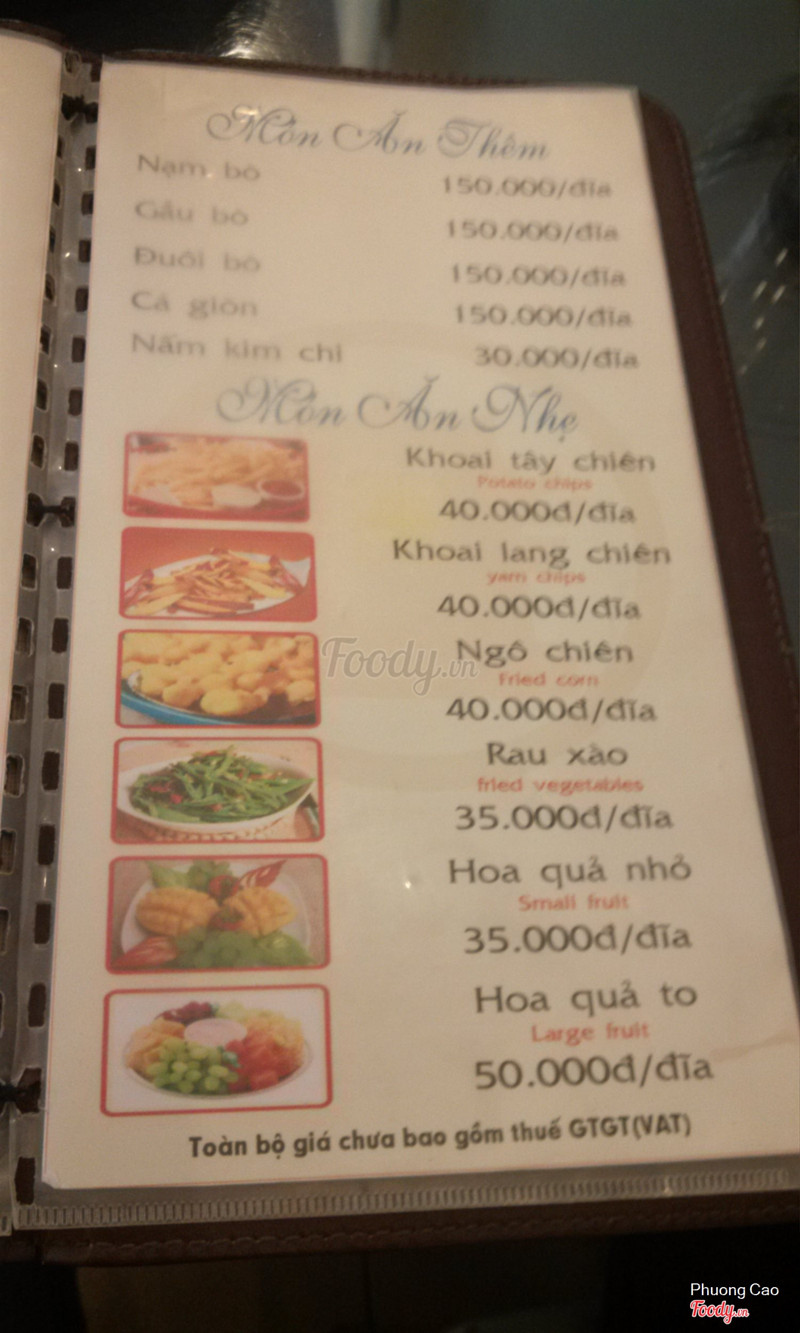 Món Ăn Thêm
Nạm bò 150.000/đĩa
Gầu bò 150.000/đĩa
Đuôi bò 150.000/đĩa
Cá giòn 150.000/đĩa
Nấm kim chi 30.000/đĩa
Món Ăn Nhẹ
Khoai tây chiên
Potato chips
40.000đ/đĩa
Khoai lang chiên
yam chips
40.000đ/đĩa
Ngô chiên
Fried corn
40.000đ/đĩa
Rau xào
fried vegetables
35.000đ/đĩa
Hoa quả nhỏ
Small fruit
35.000đ/đĩa
Hoa quả to
Large fruit
50.000đ/đĩa
Toàn bộ giá chưa bao gồm thuế GTGT(VAT)
Foody.vn
Phuong Cao
Foody.vn